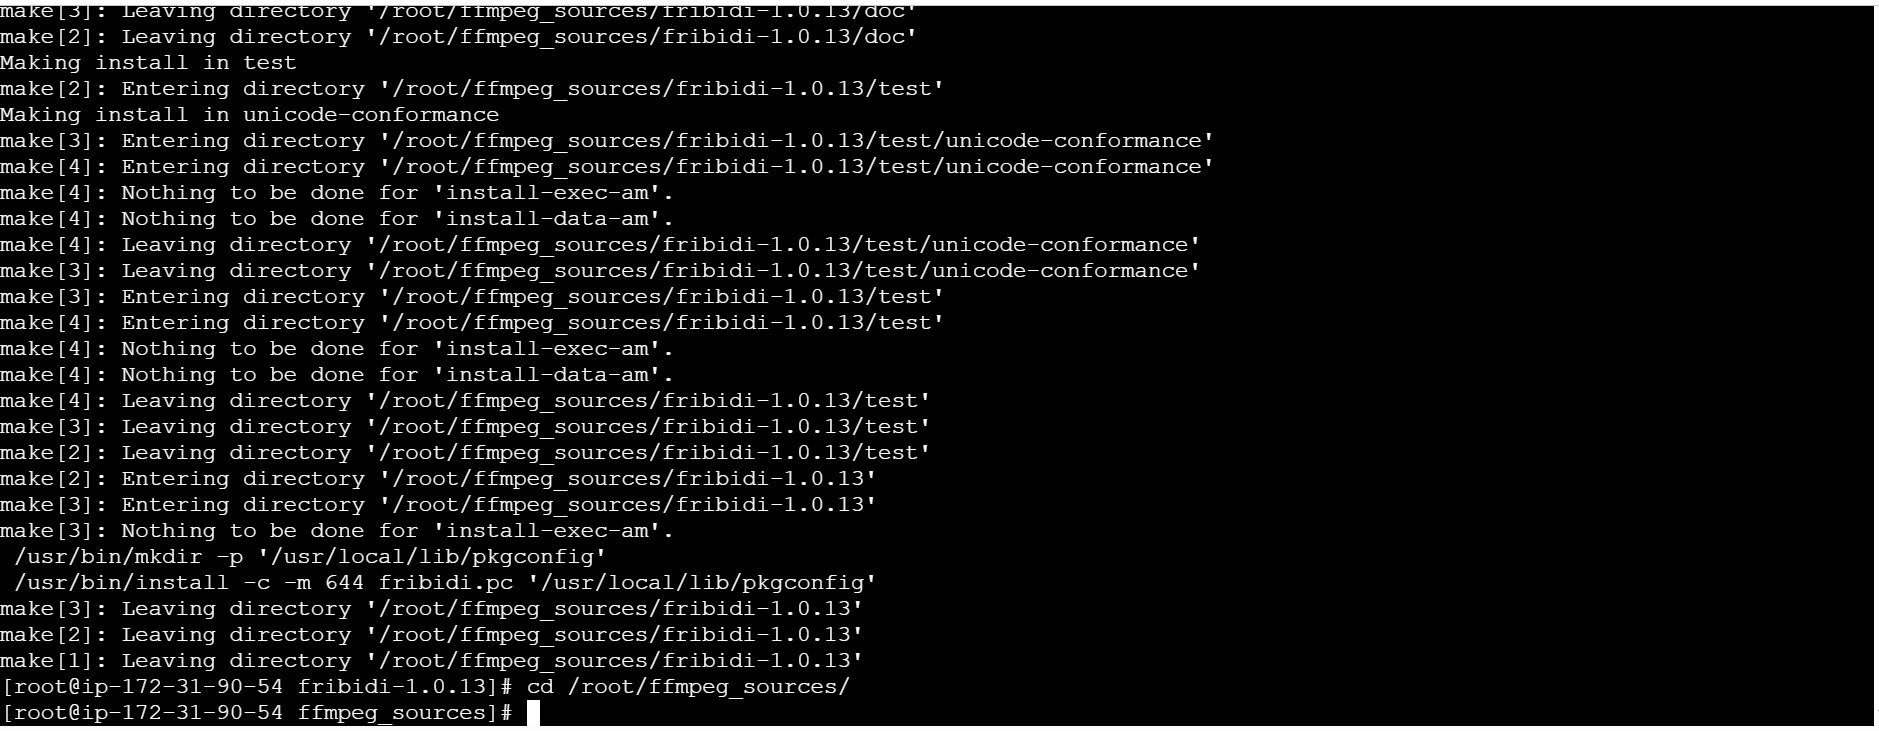 make[3]: Leaving directory '/root/ffmpeg_sources/fribidi-1.0.13/doc'
make[2]: Leaving directory '/root/ffmpeg_sources/fribidi-1.0.13/doc'
Making install in test
make[2]: Entering directory '/root/ffmpeg_sources/fribidi-1.0.13/test'
Making install in unicode-conformance
make[3]: Entering directory '/root/ffmpeg_sources/fribidi-1.0.13/test/unicode-conformance'
make[4]: Entering directory '/root/ffmpeg_sources/fribidi-1.0.13/test/unicode-conformance'
make[4]: Nothing to be done for 'install-exec-am'.
make[4]: Nothing to be done for 'install-data-am'.
make[4]: Leaving directory '/root/ffmpeg_sources/fribidi-1.0.13/test/unicode-conformance'
make[3]: Leaving directory '/root/ffmpeg_sources/fribidi-1.0.13/test/unicode-conformance'
make[3]: Entering directory '/root/ffmpeg_sources/fribidi-1.0.13/test'
make[4]: Entering directory '/root/ffmpeg_sources/fribidi-1.0.13/test'
make[4]: Nothing to be done for 'install-exec-am'.
make[4]: Nothing to be done for 'install-data-am'.
make[4]: Leaving directory '/root/ffmpeg_sources/fribidi-1.0.13/test'
make[3]: Leaving directory '/root/ffmpeg_sources/fribidi-1.0.13/test'
make[2]: Leaving directory '/root/ffmpeg_sources/fribidi-1.0.13/test'
make[2]: Entering directory '/root/ffmpeg_sources/fribidi-1.0.13'
make[3]: Entering directory '/root/ffmpeg_sources/fribidi-1.0.13'
make[3]: Nothing to be done for 'install-exec-am'.
 /usr/bin/mkdir -p '/usr/local/lib/pkgconfig'
 /usr/bin/install -c -m 644 fribidi.pc '/usr/local/lib/pkgconfig'
make[3]: Leaving directory '/root/ffmpeg_sources/fribidi-1.0.13'
make[2]: Leaving directory '/root/ffmpeg_sources/fribidi-1.0.13'
make[1]: Leaving directory '/root/ffmpeg_sources/fribidi-1.0.13'
[root@ip-172-31-90-54 fribidi-1.0.13]# cd /root/ffmpeg_sources/
[root@ip-172-31-90-54 ffmpeg_sources]#